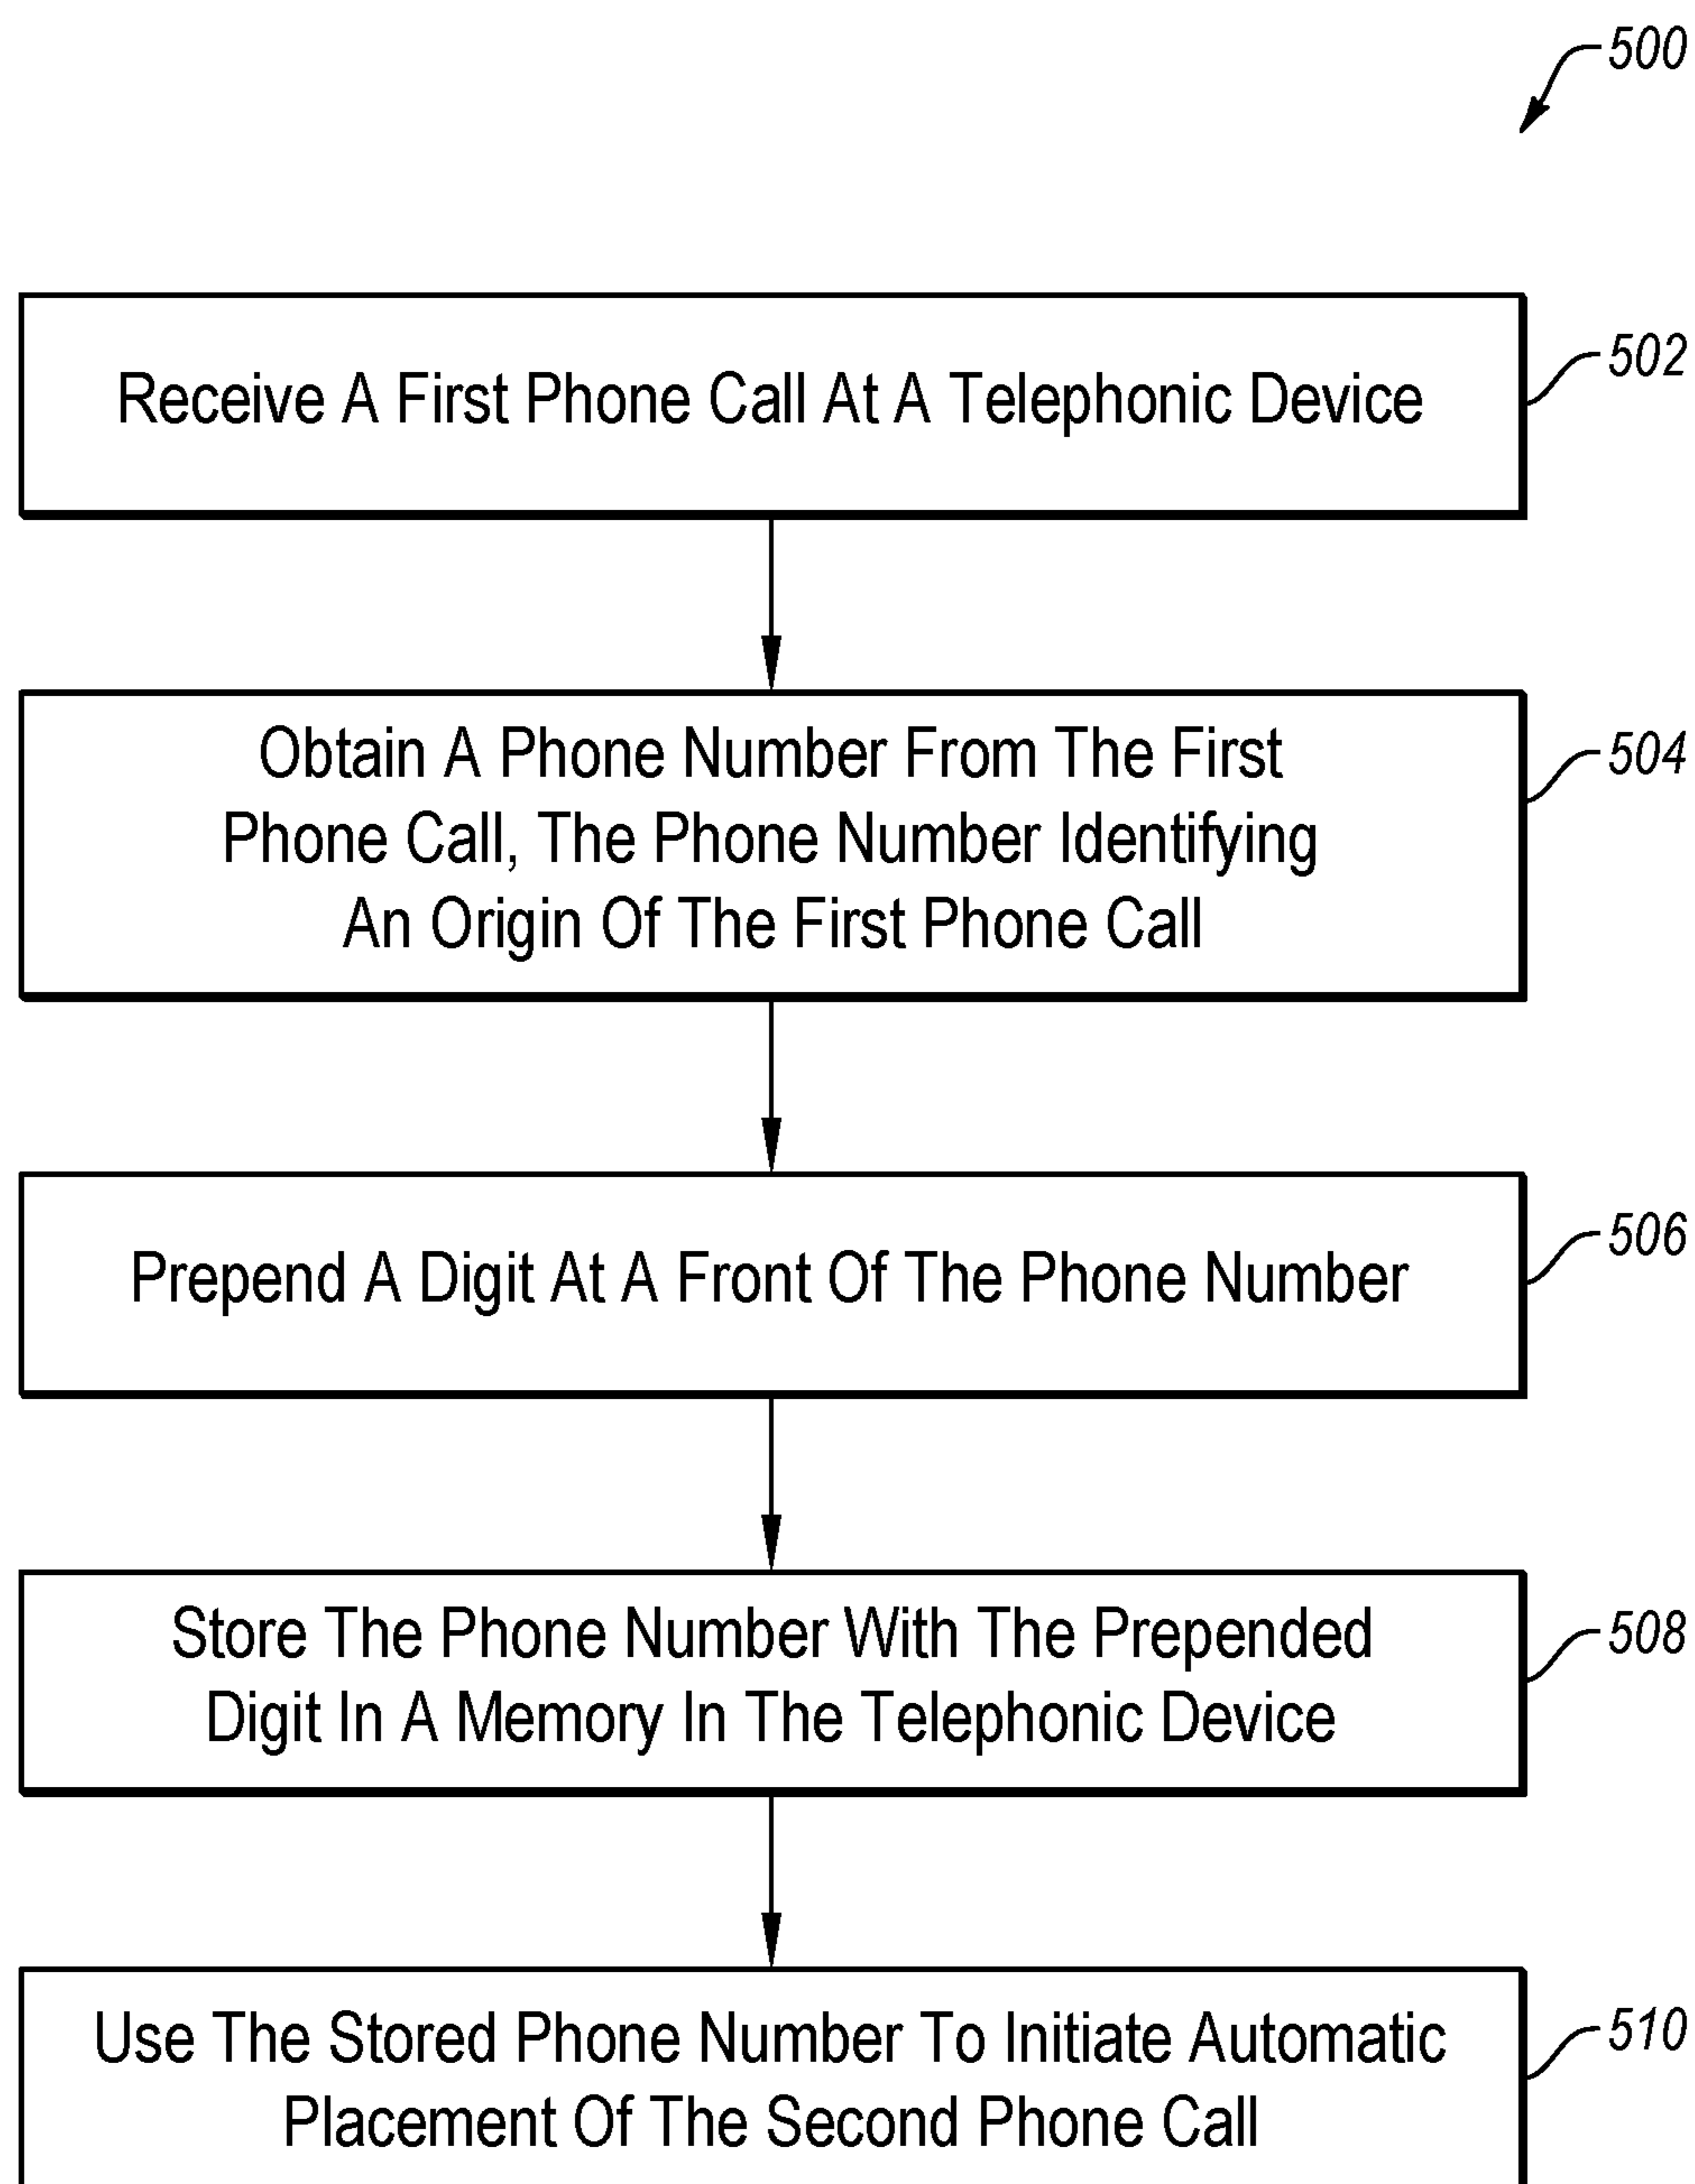 500
Receive A First Phone Call At A Telephonic Device
502
Obtain A Phone Number From The First
Phone Call, The Phone Number Identifying
An Origin Of The First Phone Call
504
Prepend A Digit At A Front Of The Phone Number
506
Store The Phone Number With The Prepended
Digit In A Memory In The Telephonic Device
508
Use The Stored Phone Number To Initiate Automatic
Placement Of The Second Phone Call
510